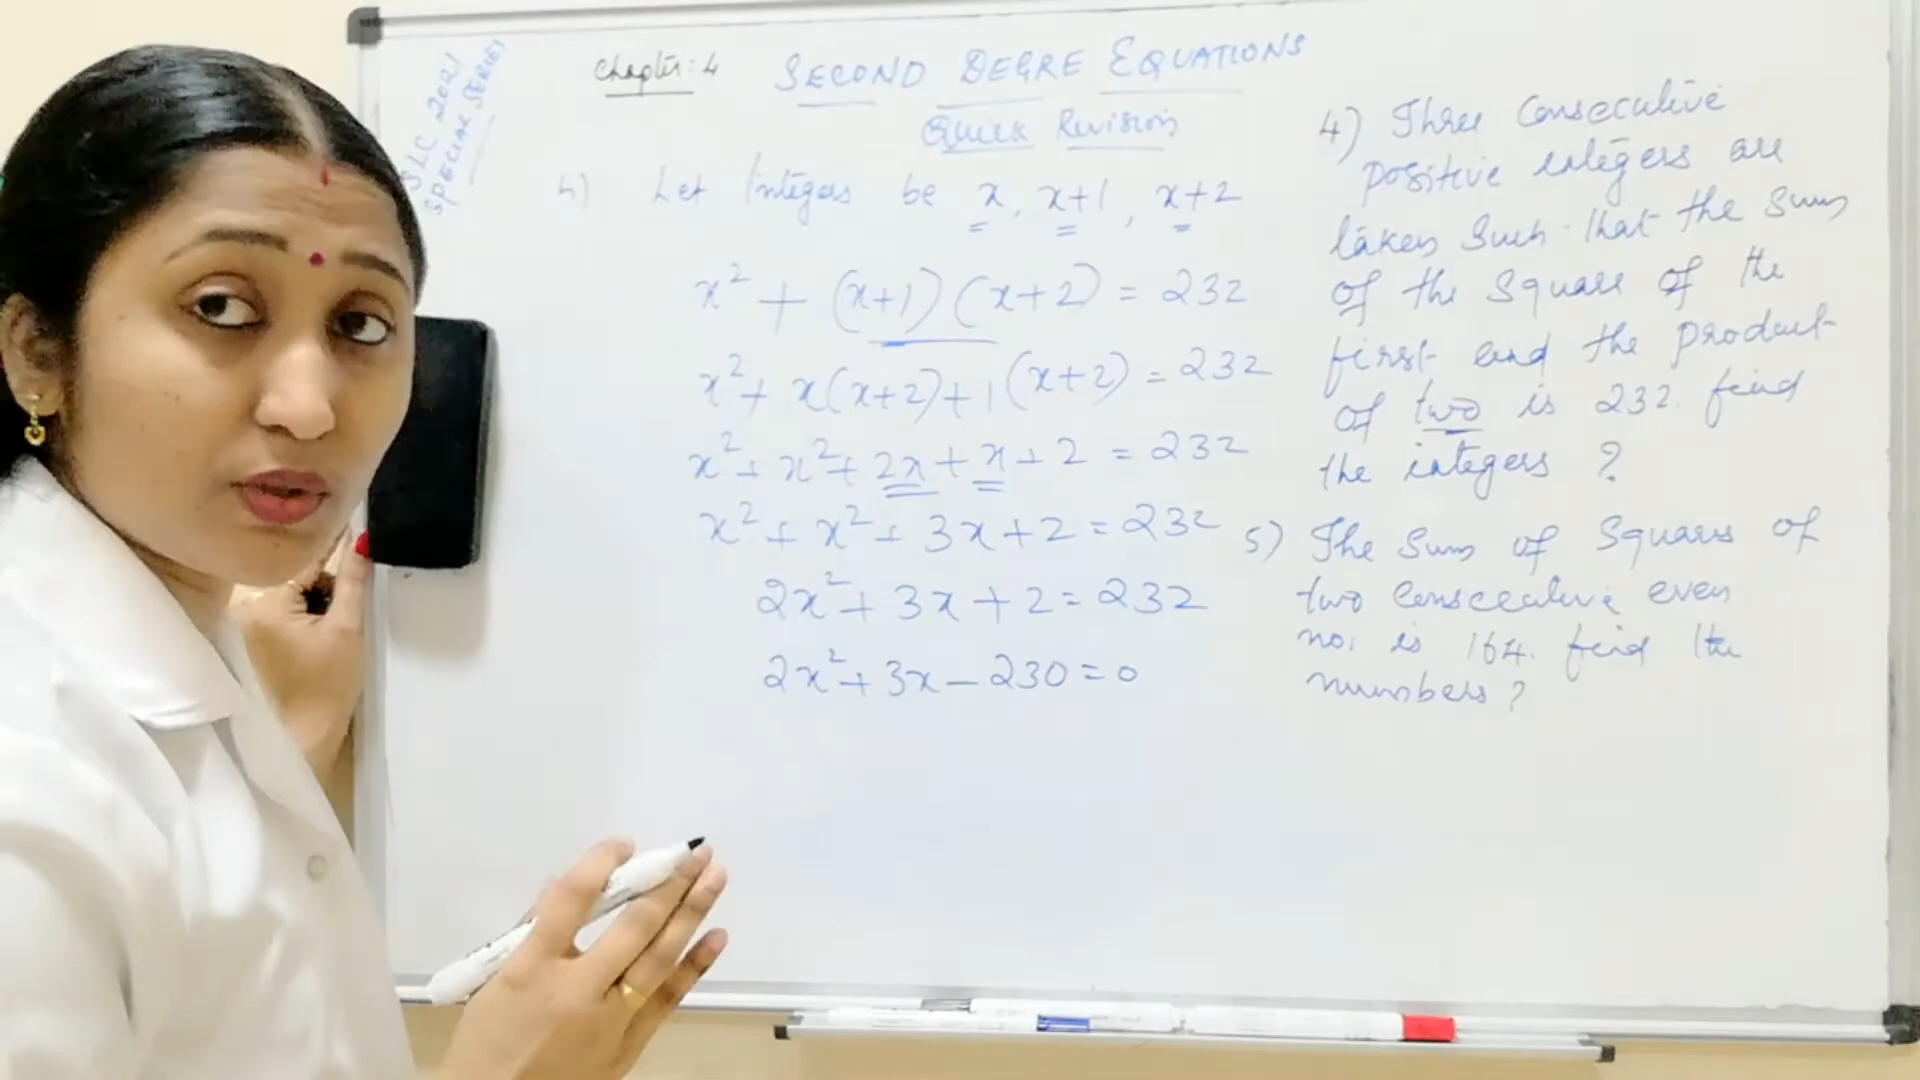 SSLC 2021
SPECIAL SERIES
Chapter: 4 SECOND DEGRE EQUATIONS
Quick Revision
4) Let Integers be x, x+1, x+2
x² + (x+1)(x+2) = 232
x² + x(x+2)+1(x+2) = 232
x² + x² + 2x + x + 2 = 232
x² + x² + 3x + 2 = 232
2x² + 3x + 2 = 232
2x² + 3x - 230 = 0
4) Three Consecutive
positive integers are
taken Such that the Sum
of the Square of the
first and the product
of two is 232. find
the integers ?
5) The Sum of Squares of
two consecutive even
no. is 164. find the
numbers ?